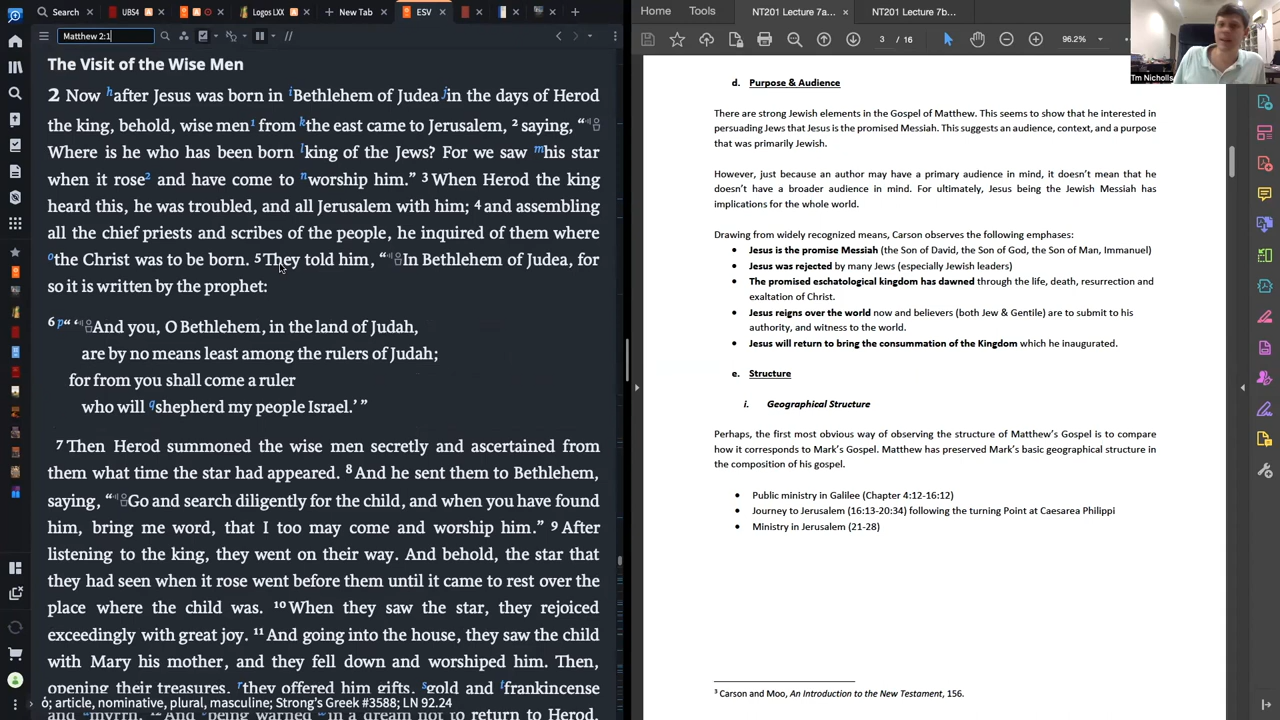 Search
UBS4
Logos LX...
ESV
Matthew 2:1
The Visit of the Wise Men
2 Now h after Jesus was born in i Bethlehem of Judea j in the days of Herod
the king, behold, wise men 1 from k the east came to Jerusalem, 2 saying, “
Where is he who has been born l king of the Jews? For we saw m his star
when it rose 2 and have come to n worship him.” 3 When Herod the king
heard this, he was troubled, and all Jerusalem with him; 4 and assembling
all the chief priests and scribes of the people, he inquired of them where
o the Christ was to be born. 5 They told him, “In Bethlehem of Judea, for
so it is written by the prophet:
6 p “ ‘And you, O Bethlehem, in the land of Judah,
are by no means least among the rulers of Judah;
for from you shall come a ruler
who will q shepherd my people Israel.’ ”
7 Then Herod summoned the wise men secretly and ascertained from
them what time the star had appeared. 8 And he sent them to Bethlehem,
saying, “Go and search diligently for the child, and when you have found
him, bring me word, that I too may come and worship him.” 9 After
listening to the king, they went on their way. And behold, the star that
they had seen when it rose went before them until it came to rest over the
place where the child was. 10 When they saw the star, they rejoiced
exceedingly with great joy. 11 And going into the house, they saw the child
with Mary his mother, and they fell down and worshiped him. Then,
opening their treasures, r they offered him gifts, s gold and t frankincense
ὁ; ho; the; Strong’s Greek #3588; LN 92.24
Home
Tools
NT201 Lecture 7a...
NT201 Lecture 7b...
3 / 16
96.2%
Tm Nicholls
d. Purpose & Audience
There are strong Jewish elements in the Gospel of Matthew. This seems to show that he interested in
persuading Jews that Jesus is the promised Messiah. This suggests an audience, context, and a purpose
that was primarily Jewish.
However, just because an author may have a primary audience in mind, it doesn’t mean that he
doesn’t have a broader audience in mind. For ultimately, Jesus being the Jewish Messiah has
implications for the whole world.
Drawing from widely recognized means, Carson observes the following emphases:
• Jesus is the promise Messiah (the Son of David, the Son of God, the Son of Man, Immanuel)
• Jesus was rejected by many Jews (especially Jewish leaders)
• The promised eschatological kingdom has dawned through the life, death, resurrection and
exaltation of Christ.
• Jesus reigns over the world now and believers (both Jew & Gentile) are to submit to his
authority, and witness to the world.
• Jesus will return to bring the consummation of the Kingdom which he inaugurated.
e. Structure
i. Geographical Structure
Perhaps, the first most obvious way of observing the structure of Matthew’s Gospel is to compare
how it corresponds to Mark’s Gospel. Matthew has preserved Mark’s basic geographical structure in
the composition of his gospel.
• Public ministry in Galilee (Chapter 4:12-16:12)
• Journey to Jerusalem (16:13-20:34) following the turning Point at Caesarea Philippi
• Ministry in Jerusalem (21-28)
3 Carson and Moo, An Introduction to the New Testament, 156.